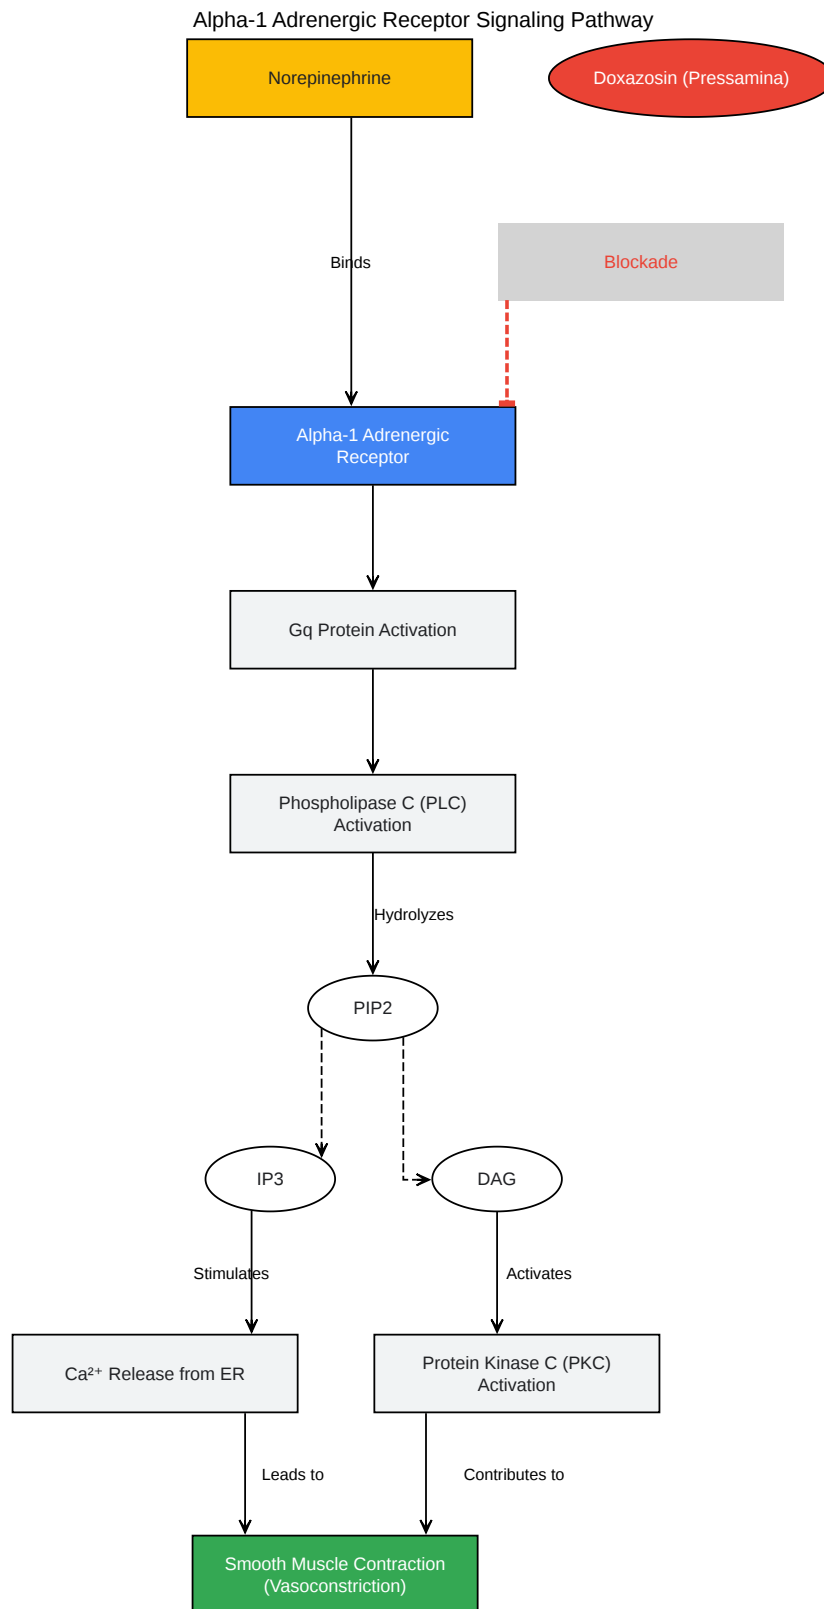 Alpha-1 Adrenergic Receptor Signaling Pathway
Norepinephrine
Doxazosin (Pressamina)
Binds
Blockade
Alpha-1 Adrenergic
Receptor
Gq Protein Activation
Phospholipase C (PLC)
Activation
Hydrolyzes
PIP2
IP3
DAG
Stimulates
Activates
Ca²⁺ Release from ER
Protein Kinase C (PKC)
Activation
Leads to
Contributes to
Smooth Muscle Contraction
(Vasoconstriction)